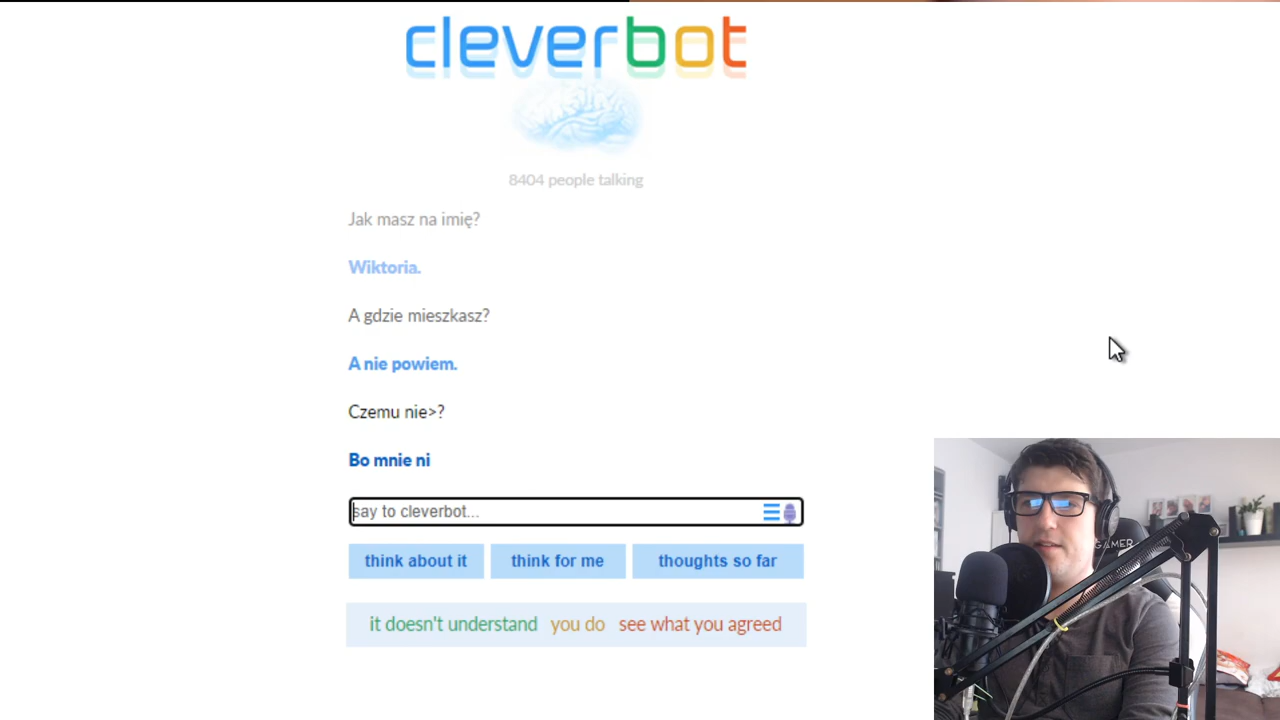 cleverbot
8404 people talking
Jak masz na imię?
Wiktoria.
A gdzie mieszkasz?
A nie powiem.
Czemu nie>?
Bo mnie ni
say to cleverbot...
think about it think for me thoughts so far
it doesn't understand you do see what you agreed
GAMER